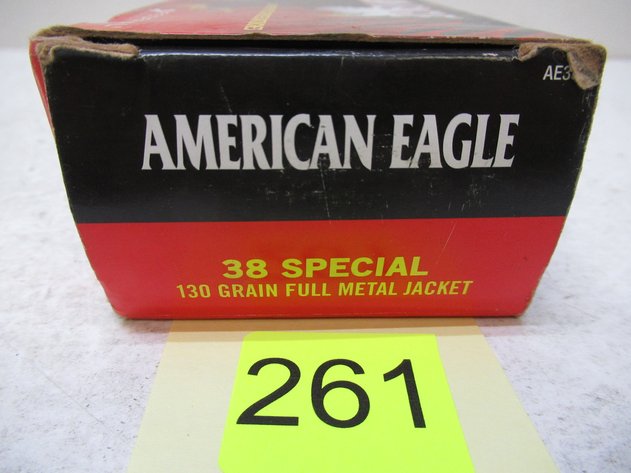 AMERICAN EAGLE
38 SPECIAL
130 GRAIN FULL METAL JACKET
261